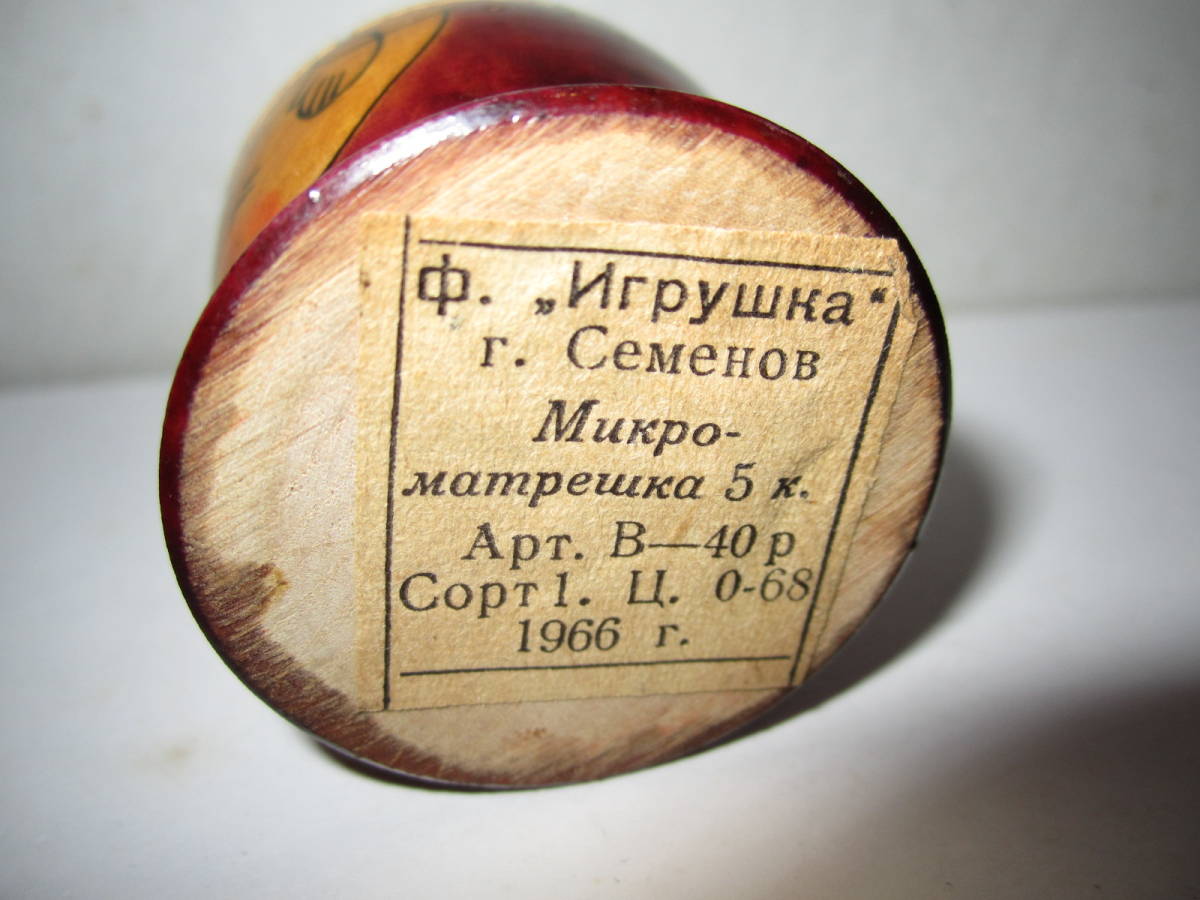 ф. „Игрушка“
г. Семенов
Микро-
матрешка 5 к.
Арт. В—40 р
Сорт 1. Ц. 0-68
1966 г.